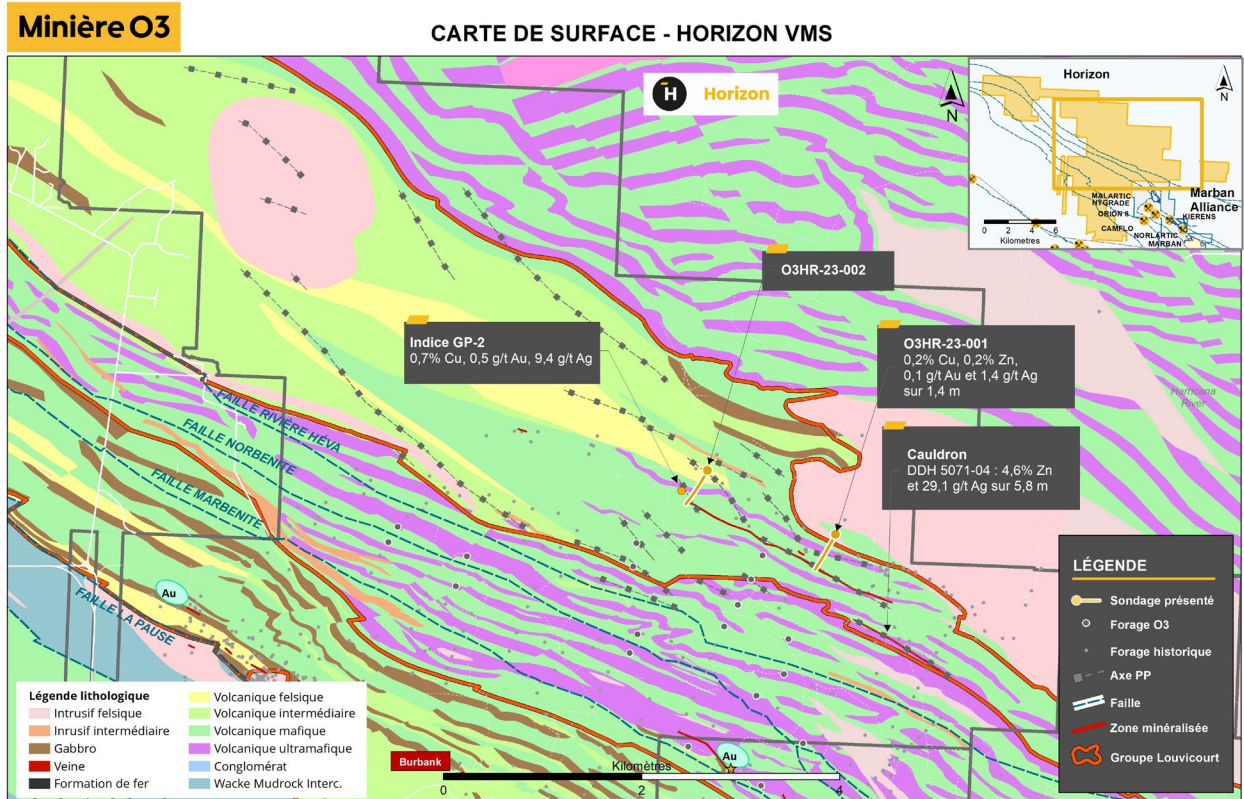 Minière O3
CARTE DE SURFACE - HORIZON VMS
H Horizon
N
Horizon
N
MALARTIC
HYGRADE
ORION 8
CAMFLO
Marban
Alliance
KIERENS
NORLARTIC
MARBAN
0 2 4 6
Kilometres
O3HR-23-002
Indice GP-2
0,7% Cu, 0,5 g/t Au, 9,4 g/t Ag
O3HR-23-001
0,2% Cu, 0,2% Zn,
0,1 g/t Au et 1,4 g/t Ag
sur 1,4 m
Harricana
River
Cauldron
DDH 5071-04 : 4,6% Zn
et 29,1 g/t Ag sur 5,8 m
FAILLE RIVIÈRE HÉVA
FAILLE NORBENITE
FAILLE MARBENITE
FAILLE LA PAUSE
Au
Au
LÉGENDE
Sondage présenté
Forage O3
Forage historique
Axe PP
Faille
Zone minéralisée
Groupe Louvicourt
Légende lithologique
Intrusif felsique
Inrusif intermédiaire
Gabbro
Veine
Formation de fer
Volcanique felsique
Volcanique intermédiaire
Volcanique mafique
Volcanique ultramafique
Conglomérat
Wacke Mudrock Interc.
Burbank
Kilomètres
0 2 4